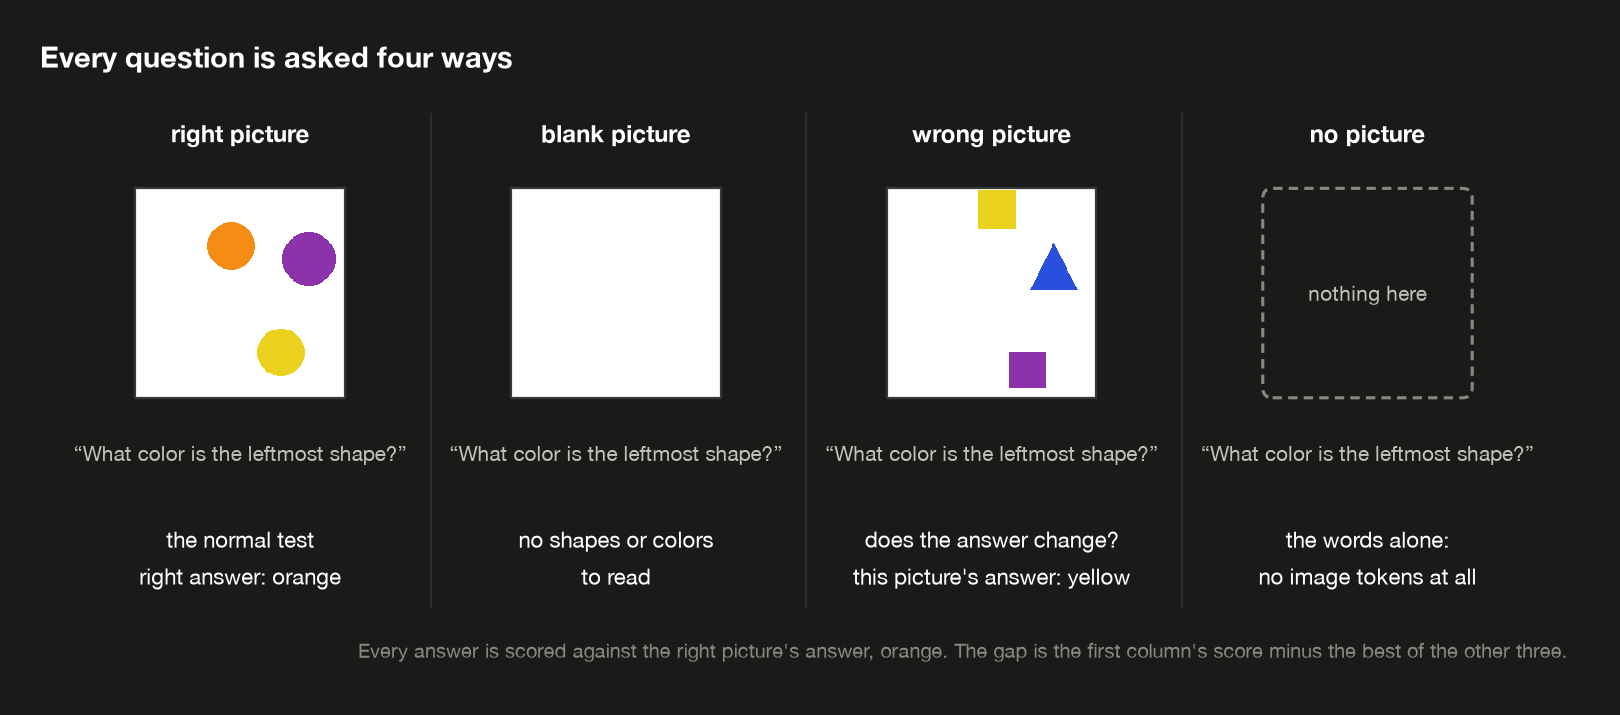 Every question is asked four ways
right picture
blank picture
wrong picture
no picture
nothing here
“What color is the leftmost shape?”
“What color is the leftmost shape?”
“What color is the leftmost shape?”
“What color is the leftmost shape?”
the normal test
right answer: orange
no shapes or colors
to read
does the answer change?
this picture's answer: yellow
the words alone:
no image tokens at all
Every answer is scored against the right picture's answer, orange. The gap is the first column's score minus the best of the other three.